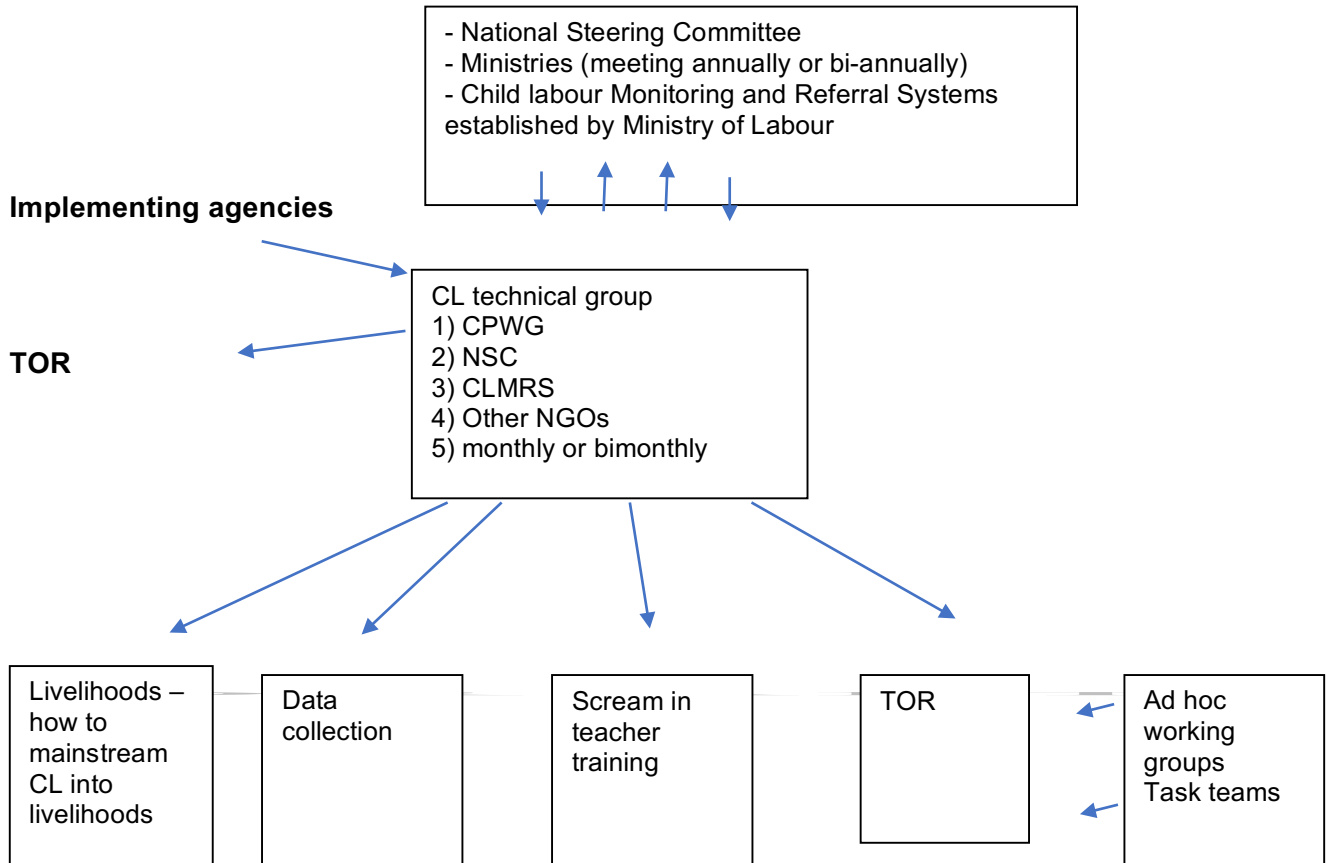 - National Steering Committee
- Ministries (meeting annually or bi-annually)
- Child labour Monitoring and Referral Systems
established by Ministry of Labour
Implementing agencies
CL technical group
1) CPWG
2) NSC
3) CLMRS
4) Other NGOs
5) monthly or bimonthly
TOR
Livelihoods –
how to
mainstream
CL into
livelihoods
Data
collection
Scream in
teacher
training
TOR
Ad hoc
working
groups
Task teams